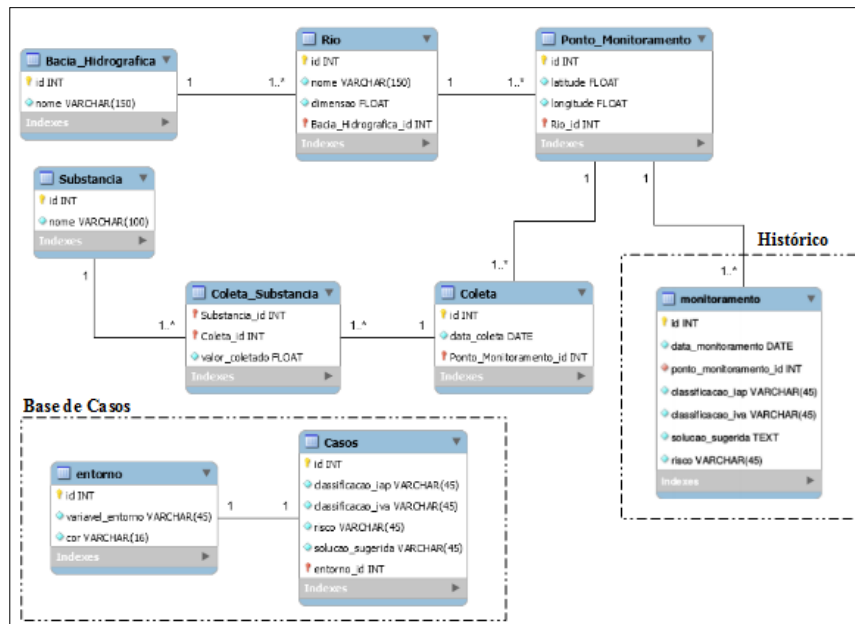 Bacia_Hidrografica
id INT
nome VARCHAR(150)
Indexes
1
1..*
Rio
id INT
nome VARCHAR(150)
dimensao FLOAT
Bacia_Hidrografica_id INT
Indexes
1
1..*
Ponto_Monitoramento
id INT
latitude FLOAT
longitude FLOAT
Rio_id INT
Indexes
1
1
Substancia
id INT
nome VARCHAR(100)
Indexes
1
1..*
Coleta_Substancia
Substancia_id INT
Coleta_id INT
valor_coletado FLOAT
Indexes
1..*
1
1..*
Coleta
id INT
data_coleta DATE
Ponto_Monitoramento_id INT
Indexes
Histórico
1..*
monitoramento
id INT
data_monitoramento DATE
ponto_monitoramento_id INT
classificacao_iap VARCHAR(45)
classificacao_iva VARCHAR(45)
solucao_sugerida TEXT
risco VARCHAR(45)
Indexes
Base de Casos
entorno
id INT
variavel_entorno VARCHAR(45)
cor VARCHAR(16)
Indexes
1
1
Casos
id INT
classificacao_iap VARCHAR(45)
classificacao_iva VARCHAR(45)
risco VARCHAR(45)
solucao_sugerida VARCHAR(45)
entorno_id INT
Indexes